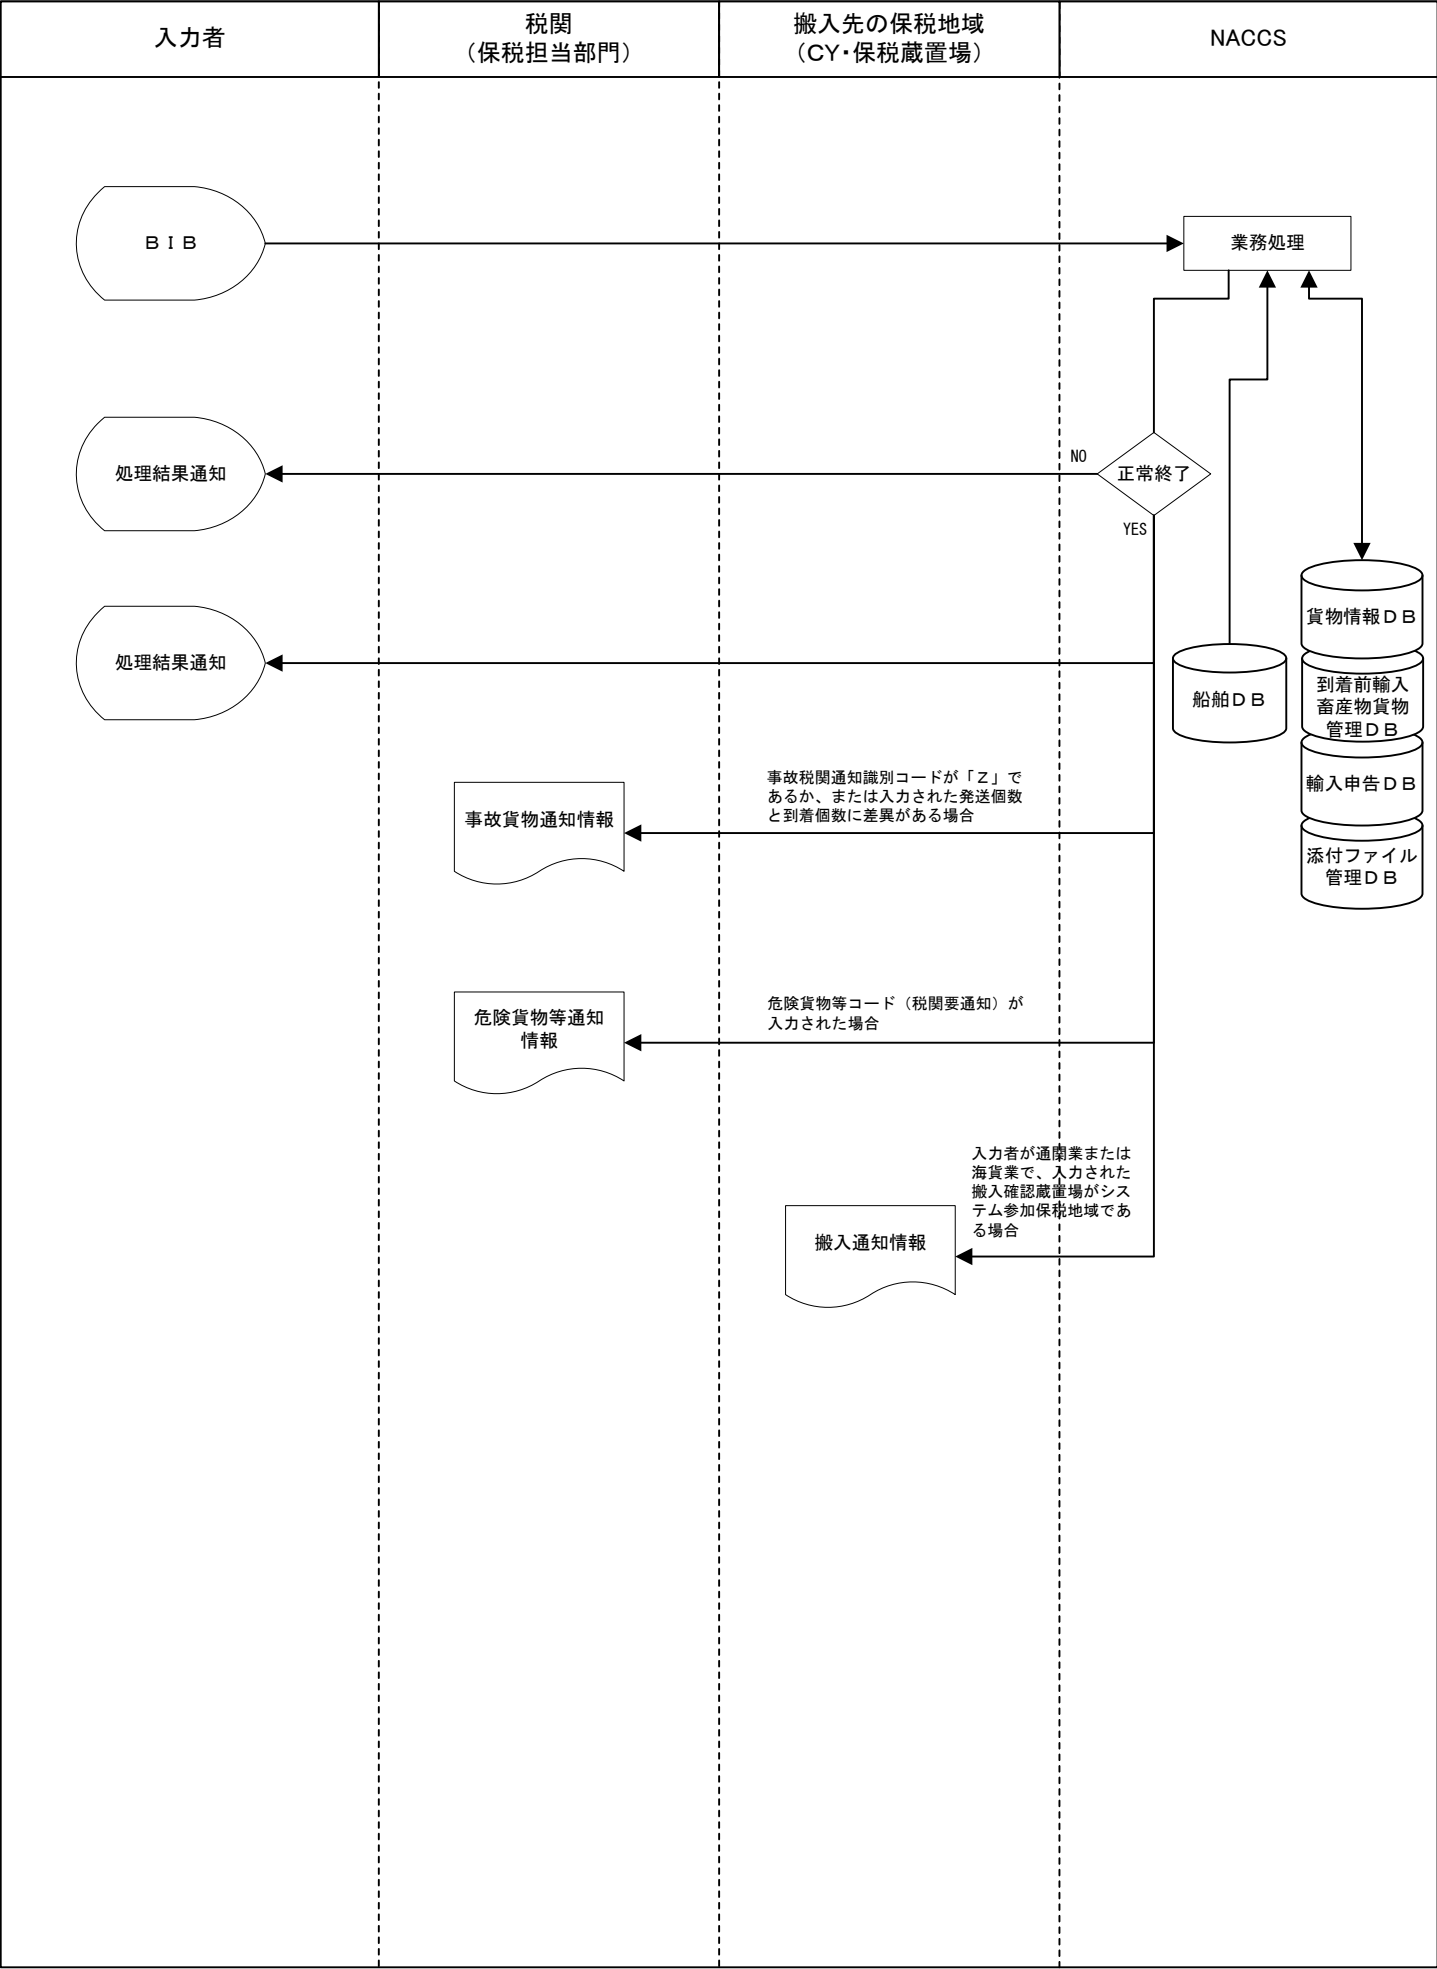 入力者
税関
（保税担当部門）
搬入先の保税地域
（CY・保税蔵置場）
NACCS
ＢＩＢ
業務処理
処理結果通知
NO
正常終了
YES
処理結果通知
貨物情報ＤＢ
船舶ＤＢ
到着前輸入
畜産物貨物
管理ＤＢ
輸入申告ＤＢ
添付ファイル
管理ＤＢ
事故税関通知識別コードが「Ｚ」で
あるか、または入力された発送個数
と到着個数に差異がある場合
事故貨物通知情報
危険貨物等コード（税関要通知）が
入力された場合
危険貨物等通知
情報
入力者が通関業または
海貨業で、入力された
搬入確認蔵置場がシス
テム参加保税地域であ
る場合
搬入通知情報